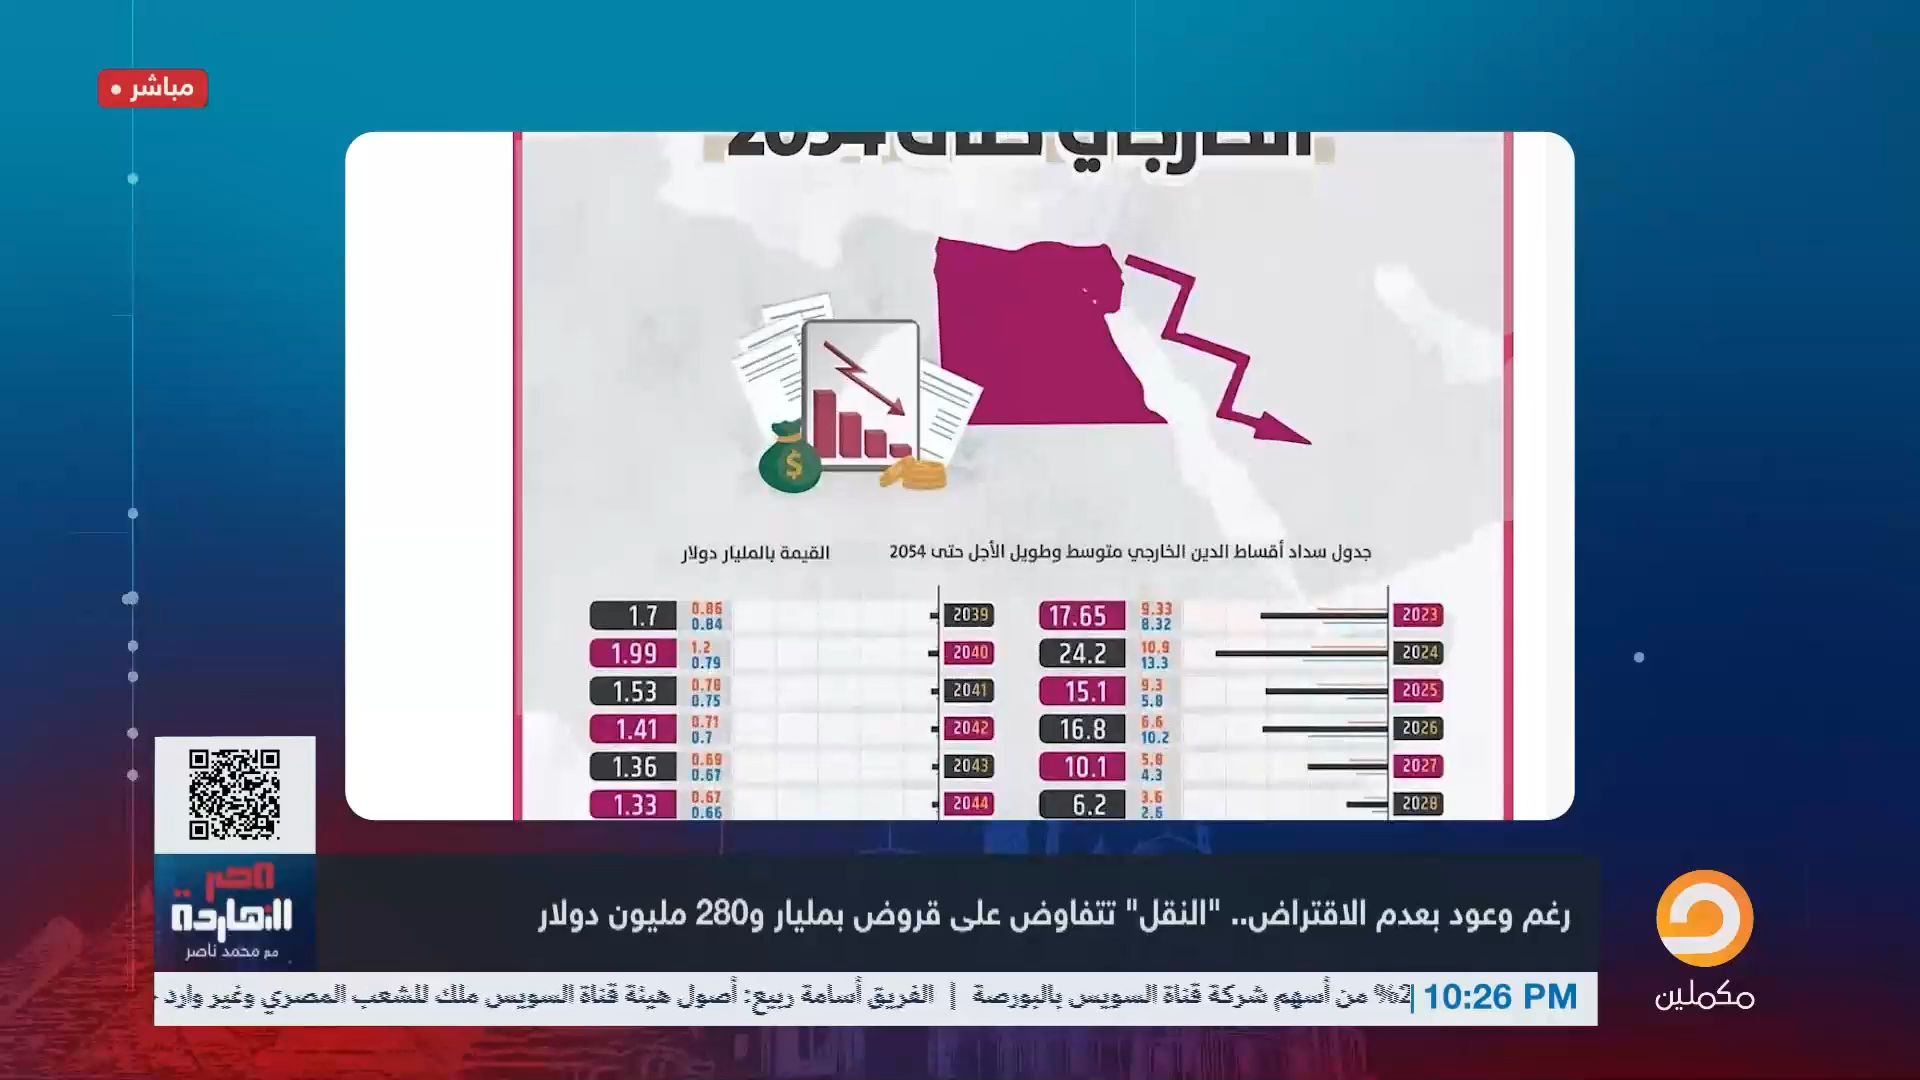 مباشر
الخارجي حتى 2054
جدول سداد أقساط الدين الخارجي متوسط وطويل الأجل حتى 2054
القيمة بالمليار دولار
2023 9.33 8.32 17.65
2024 10.9 13.3 24.2
2025 9.3 5.8 15.1
2026 6.6 10.2 16.8
2027 5.8 4.3 10.1
2028 3.6 2.6 6.2
2039 0.86 0.84 1.7
2040 1.2 0.79 1.99
2041 0.78 0.75 1.53
2042 0.71 0.7 1.41
2043 0.69 0.67 1.36
2044 0.67 0.66 1.33
مصر
النهاردة
مع محمد ناصر
رغم وعود بعدم الاقتراض.. "النقل" تتفاوض على قروض بمليار و280 مليون دولار
10:26 PM
2% من أسهم شركة قناة السويس بالبورصة | الفريق أسامة ربيع: أصول هيئة قناة السويس ملك للشعب المصري وغير وارد
مكملين